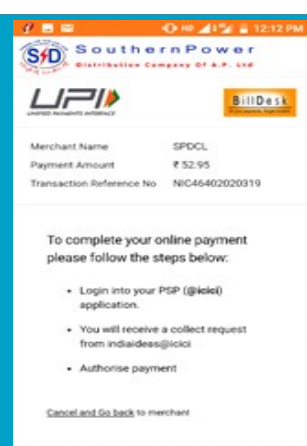 12:12 PM
SouthernPower
Distribution Company Of A.P. Ltd
UPI
UNIFIED PAYMENTS INTERFACE
BillDesk
Merchant Name SPDCL
Payment Amount ₹ 52.95
Transaction Reference No NIC46402020319
To complete your online payment
please follow the steps below:
• Login into your PSP (@icici)
application.
• You will receive a collect request
from indiaideas@icici
• Authorise payment
Cancel and Go back to merchant